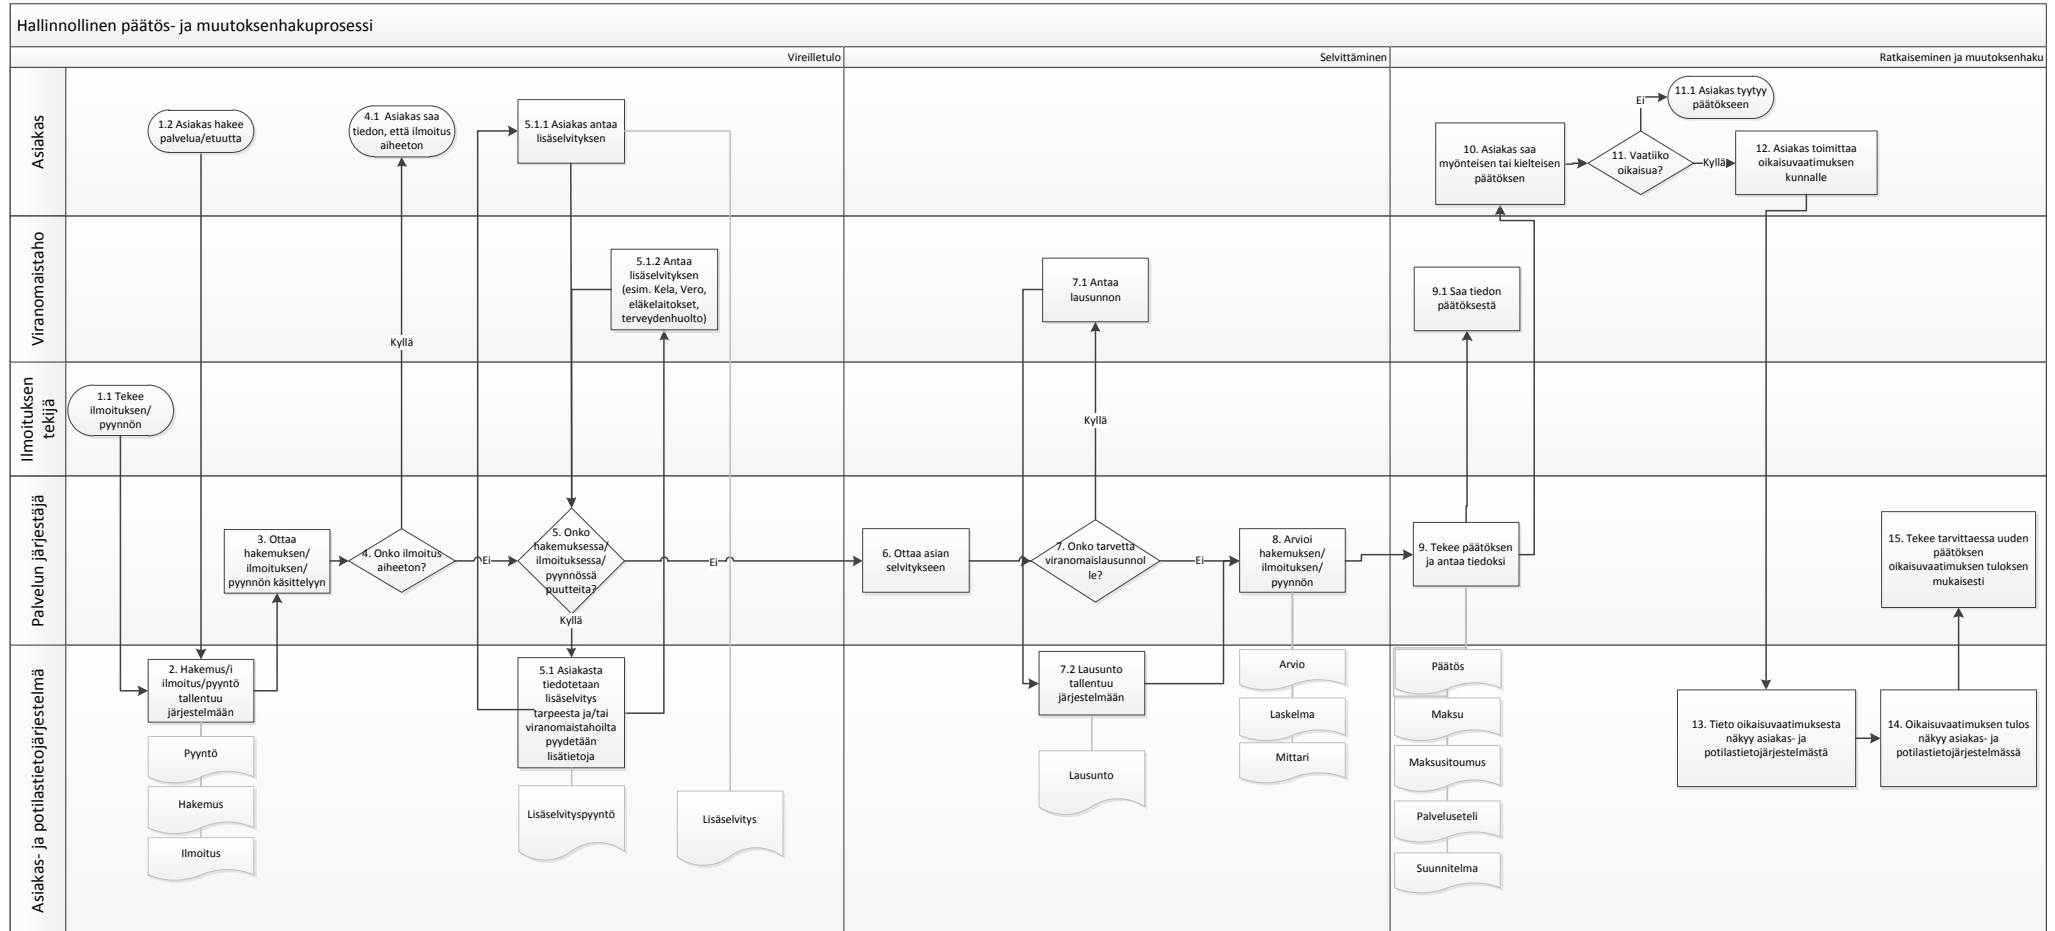 Hallinnollinen päätös- ja muutoksenhakuprosessi
Vireilletulo
Selvittäminen
Ratkaiseminen ja muutoksenhaku
Asiakas
1.2 Asiakas hakee
palvelua/etuutta
4.1  Asiakas saa
tiedon, että ilmoitus
aiheeton
5.1.1 Asiakas antaa
lisäselvityksen
10. Asiakas saa
myönteisen tai kielteisen
päätöksen
11. Vaatiiko
oikaisua?
Ei
11.1 Asiakas tyytyy
päätökseen
Kyllä
12. Asiakas toimittaa
oikaisuvaatimuksen
kunnalle
Viranomaistaho
Kyllä
5.1.2 Antaa
lisäselvityksen
(esim. Kela, Vero,
eläkelaitokset,
terveydenhuolto)
7.1 Antaa
lausunnon
9.1 Saa tiedon
päätöksestä
Ilmoituksen
tekijä
1.1 Tekee
ilmoituksen/
pyynnön
Kyllä
Palvelun järjestäjä
3. Ottaa
hakemuksen/
ilmoituksen/
pyynnön käsittelyyn
4. Onko ilmoitus
aiheeton?
Ei
5. Onko
hakemuksessa/
ilmoituksessa/
pyynnössä
puutteita?
Kyllä
Ei
6. Ottaa asian
selvitykseen
7. Onko tarvetta
viranomaislausunnol
le?
Ei
8. Arvioi
hakemuksen/
ilmoituksen/
pyynnön
9. Tekee päätöksen
ja antaa tiedoksi
15. Tekee tarvittaessa uuden
päätöksen
oikaisuvaatimuksen tuloksen
mukaisesti
Asiakas- ja potilastietojärjestelmä
2. Hakemus/i
ilmoitus/pyyntö
tallentuu
järjestelmään
Pyyntö
Hakemus
Ilmoitus
5.1 Asiakasta
tiedotetaan
lisäselvitys
tarpeesta ja/tai
viranomaistahoilta
pyydetään
lisätietoja
Lisäselvityspyyntö
Lisäselvitys
7.2 Lausunto
tallentuu
järjestelmään
Lausunto
Arvio
Laskelma
Mittari
Päätös
Maksu
Maksusitoumus
Palveluseteli
Suunnitelma
13. Tieto oikaisuvaatimuksesta
näkyy asiakas- ja
potilastietojärjestelmästä
14. Oikaisuvaatimuksen tulos
näkyy asiakas- ja
potilastietojärjestelmässä